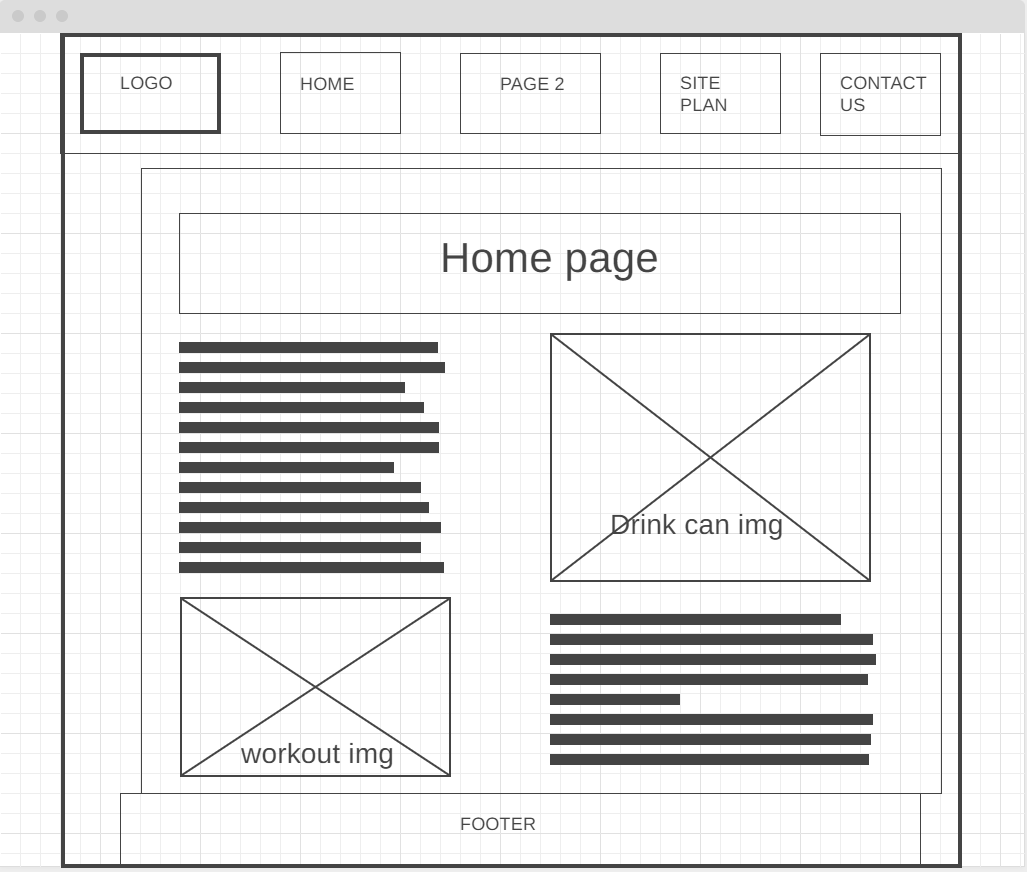 LOGO
HOME
PAGE 2
SITE
PLAN
CONTACT
US
Home page
Drink can img
workout img
FOOTER